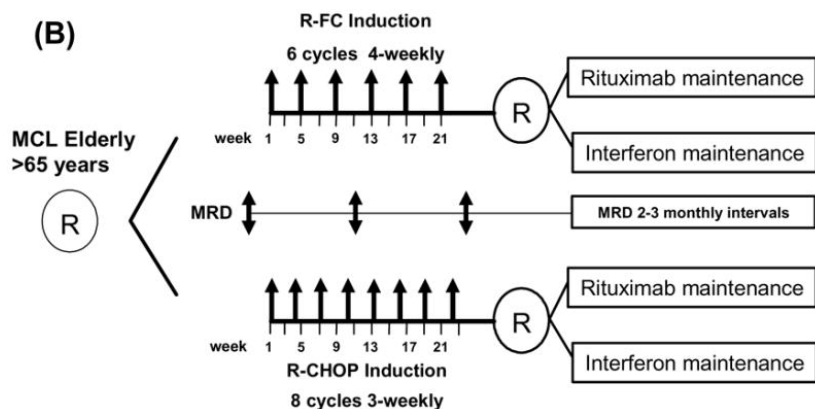 (B)
R-FC Induction
6 cycles 4-weekly
Rituximab maintenance
R
week 1 5 9 13 17 21
Interferon maintenance
MCL Elderly
>65 years
R
MRD
MRD 2-3 monthly intervals
Rituximab maintenance
R
week 1 5 9 13 17 21
Interferon maintenance
R-CHOP Induction
8 cycles 3-weekly